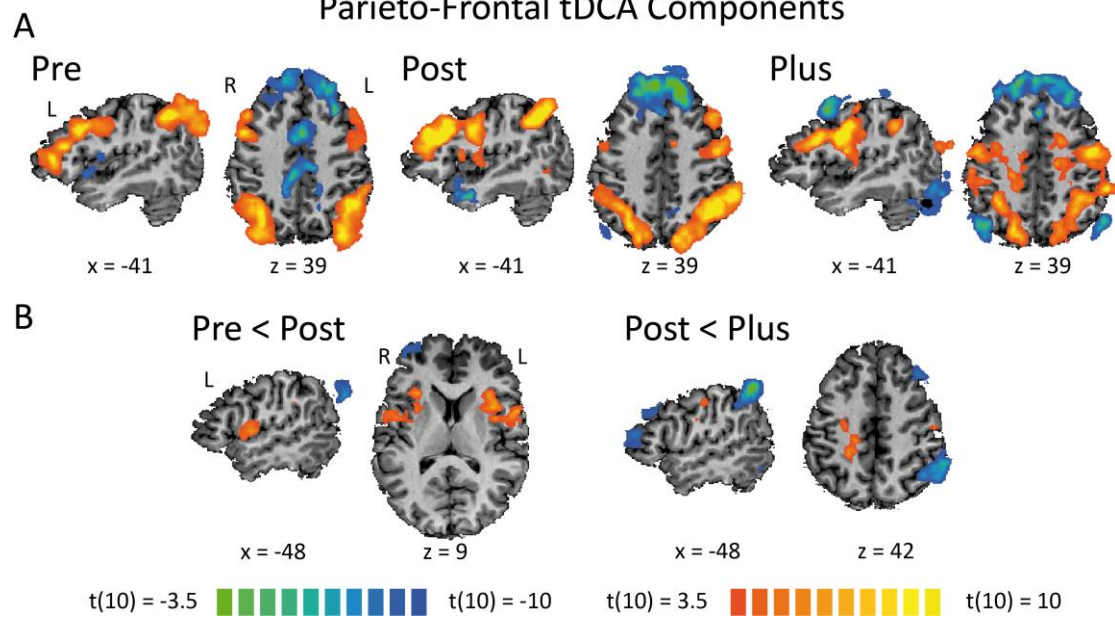 Parieto-Frontal tDCA Components
A
Pre
Post
Plus
L
R
L
x = -41
z = 39
x = -41
z = 39
x = -41
z = 39
B
Pre < Post
Post < Plus
L
R
L
x = -48
z = 9
x = -48
z = 42
t(10) = -3.5
t(10) = -10
t(10) = 3.5
t(10) = 10